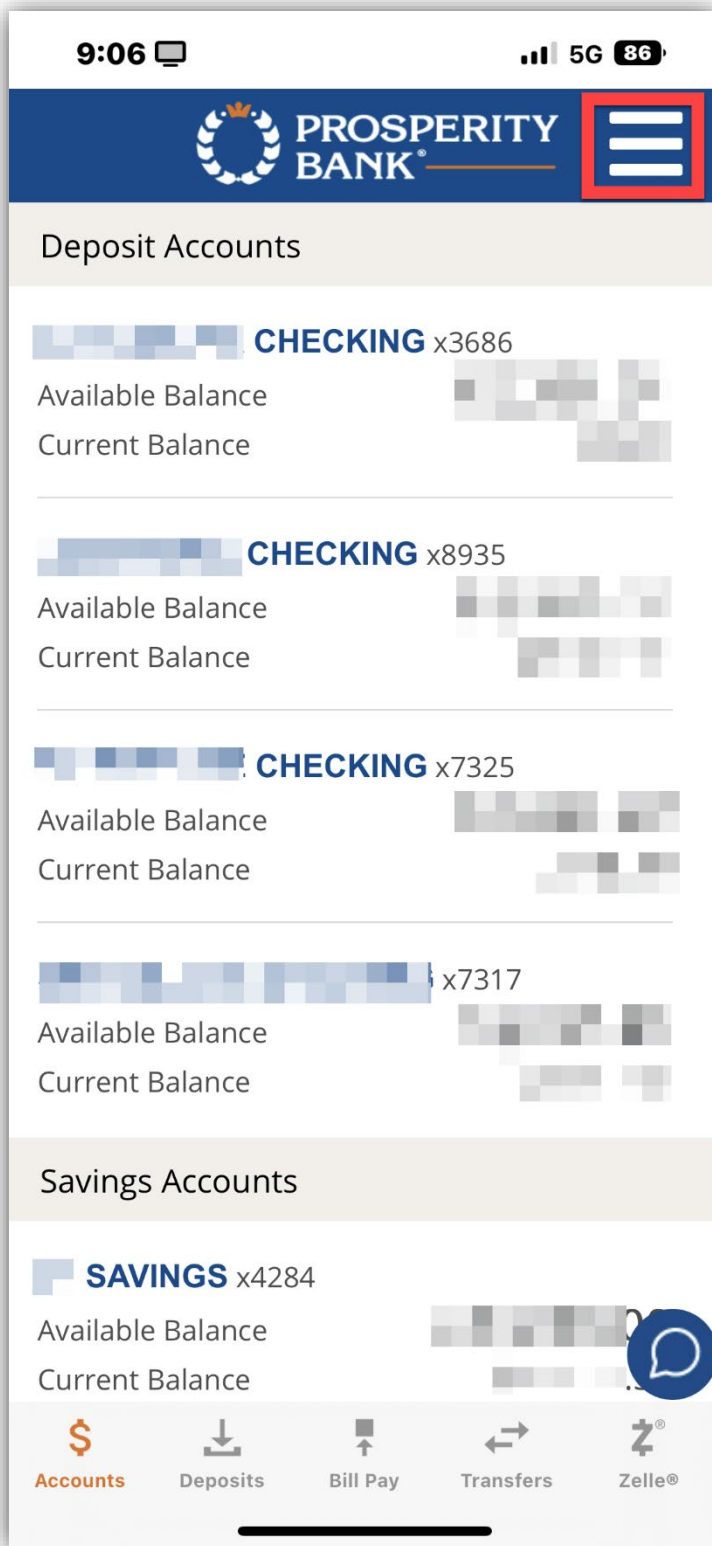 9:06 5G 86
PROSPERITY
BANK®
Deposit Accounts
CHECKING x3686
Available Balance
Current Balance
CHECKING x8935
Available Balance
Current Balance
CHECKING x7325
Available Balance
Current Balance
x7317
Available Balance
Current Balance
Savings Accounts
SAVINGS x4284
Available Balance
Current Balance
$ Z®
Accounts Deposits Bill Pay Transfers Zelle®